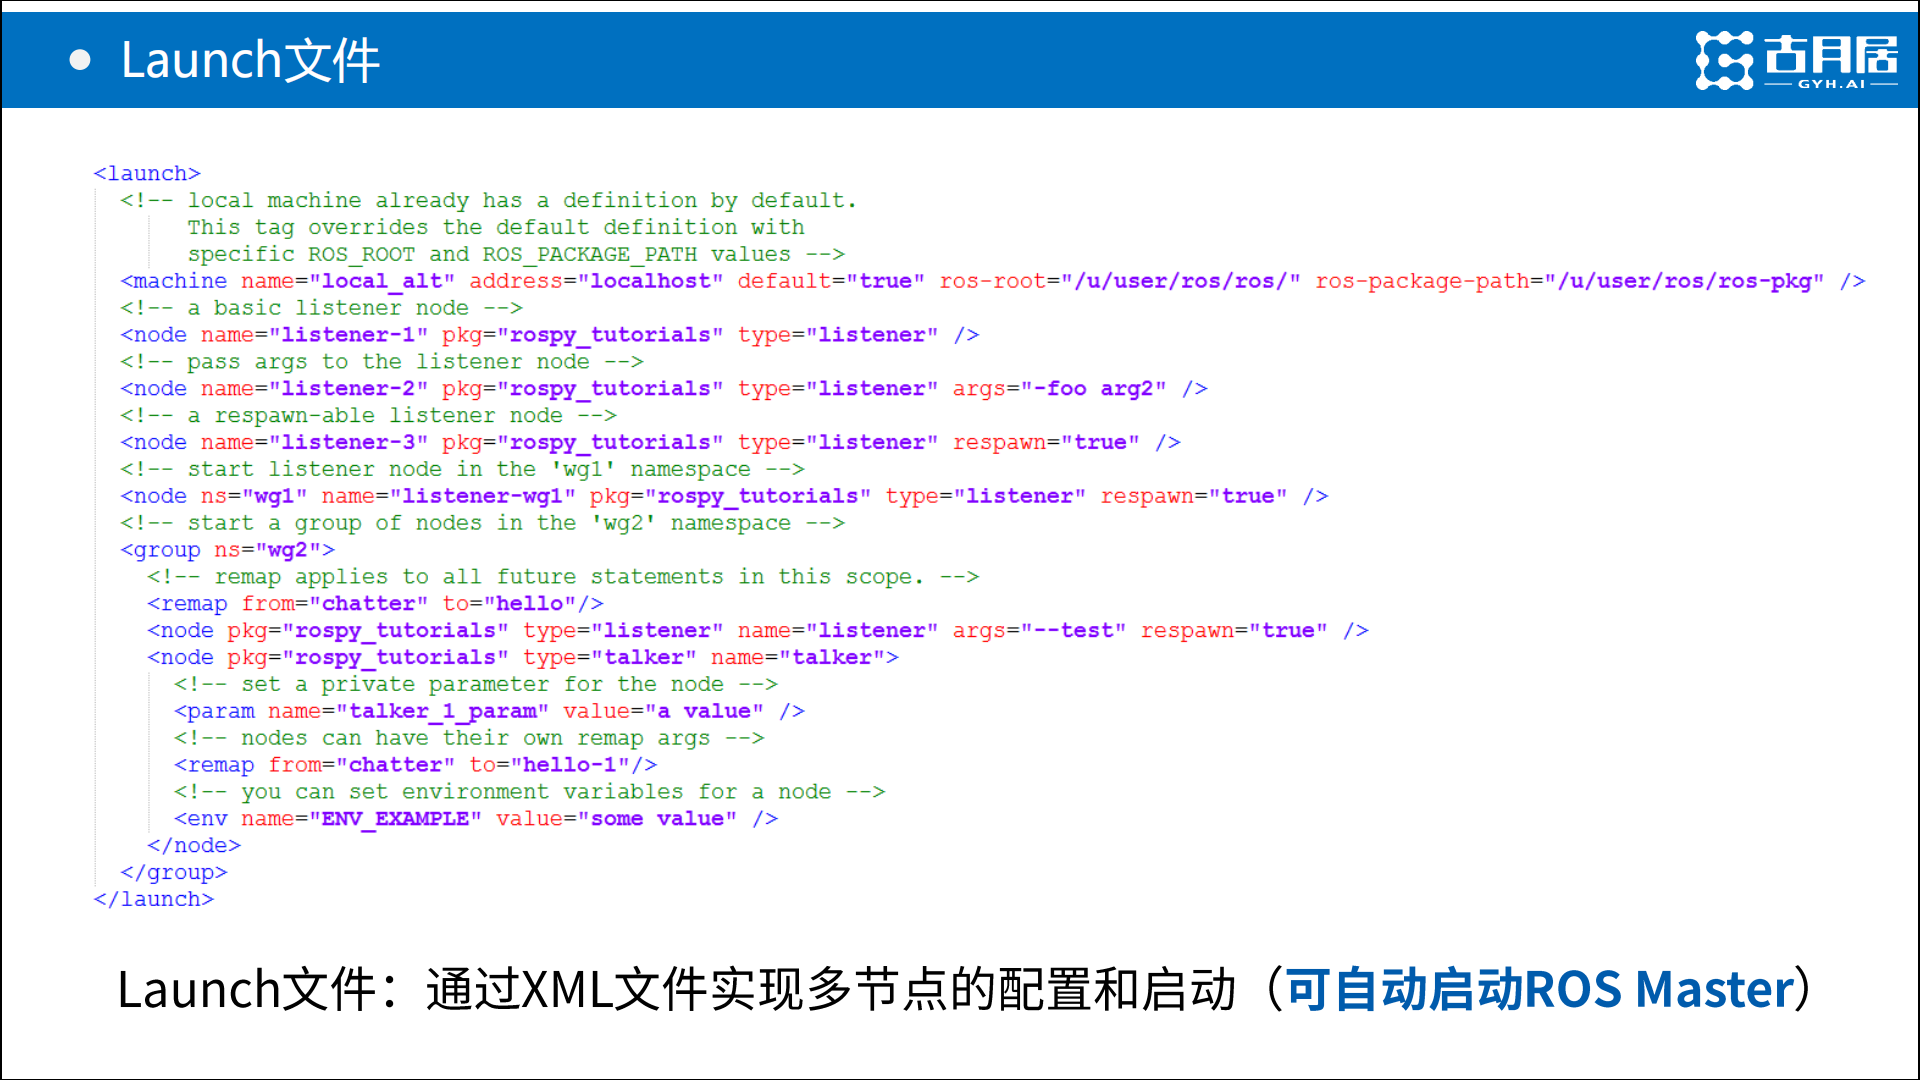 • Launch文件
古月居
GYH.AI
<launch>
<!-- local machine already has a definition by default.
This tag overrides the default definition with
specific ROS_ROOT and ROS_PACKAGE_PATH values -->
<machine name="local_alt" address="localhost" default="true" ros-root="/u/user/ros/ros/" ros-package-path="/u/user/ros/ros-pkg" />
<!-- a basic listener node -->
<node name="listener-1" pkg="rospy_tutorials" type="listener" />
<!-- pass args to the listener node -->
<node name="listener-2" pkg="rospy_tutorials" type="listener" args="-foo arg2" />
<!-- a respawn-able listener node -->
<node name="listener-3" pkg="rospy_tutorials" type="listener" respawn="true" />
<!-- start listener node in the 'wg1' namespace -->
<node ns="wg1" name="listener-wg1" pkg="rospy_tutorials" type="listener" respawn="true" />
<!-- start a group of nodes in the 'wg2' namespace -->
<group ns="wg2">
<!-- remap applies to all future statements in this scope. -->
<remap from="chatter" to="hello"/>
<node pkg="rospy_tutorials" type="listener" name="listener" args="--test" respawn="true" />
<node pkg="rospy_tutorials" type="talker" name="talker">
<!-- set a private parameter for the node -->
<param name="talker_1_param" value="a value" />
<!-- nodes can have their own remap args -->
<remap from="chatter" to="hello-1"/>
<!-- you can set environment variables for a node -->
<env name="ENV_EXAMPLE" value="some value" />
</node>
</group>
</launch>
Launch文件：通过XML文件实现多节点的配置和启动（可自动启动ROS Master）